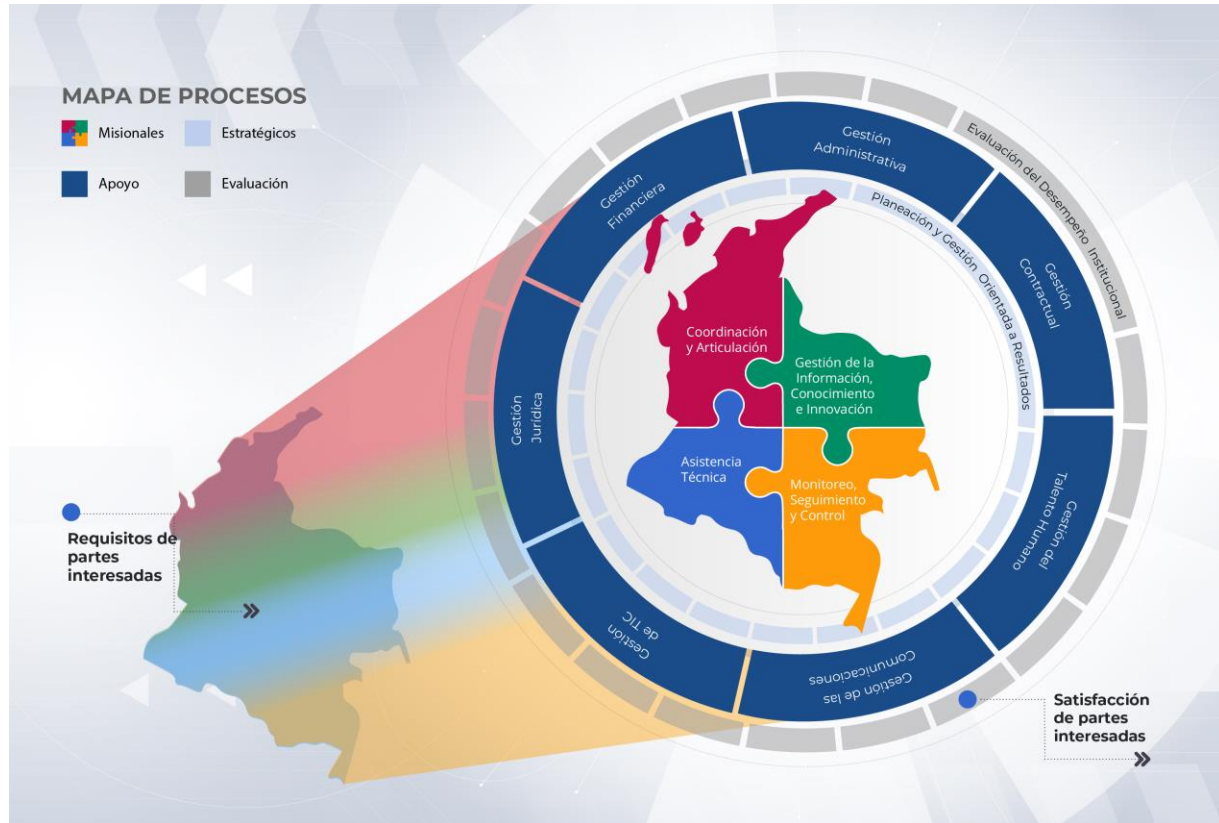 MAPA DE PROCESOS
Misionales
Estratégicos
Apoyo
Evaluación
Gestión
Administrativa
Evaluación del Desempeño Institucional
Planeación y Gestión Orientada a Resultados
Gestión
Contractual
Gestión del
Talento Humano
Gestión de las
Comunicaciones
Gestión
de TIC
Gestión
Jurídica
Gestión
Financiera
Coordinación
y Articulación
Gestión de la
Información,
Conocimiento
e Innovación
Asistencia
Técnica
Monitoreo,
Seguimiento
y Control
Requisitos de
partes
interesadas
Satisfacción
de partes
interesadas